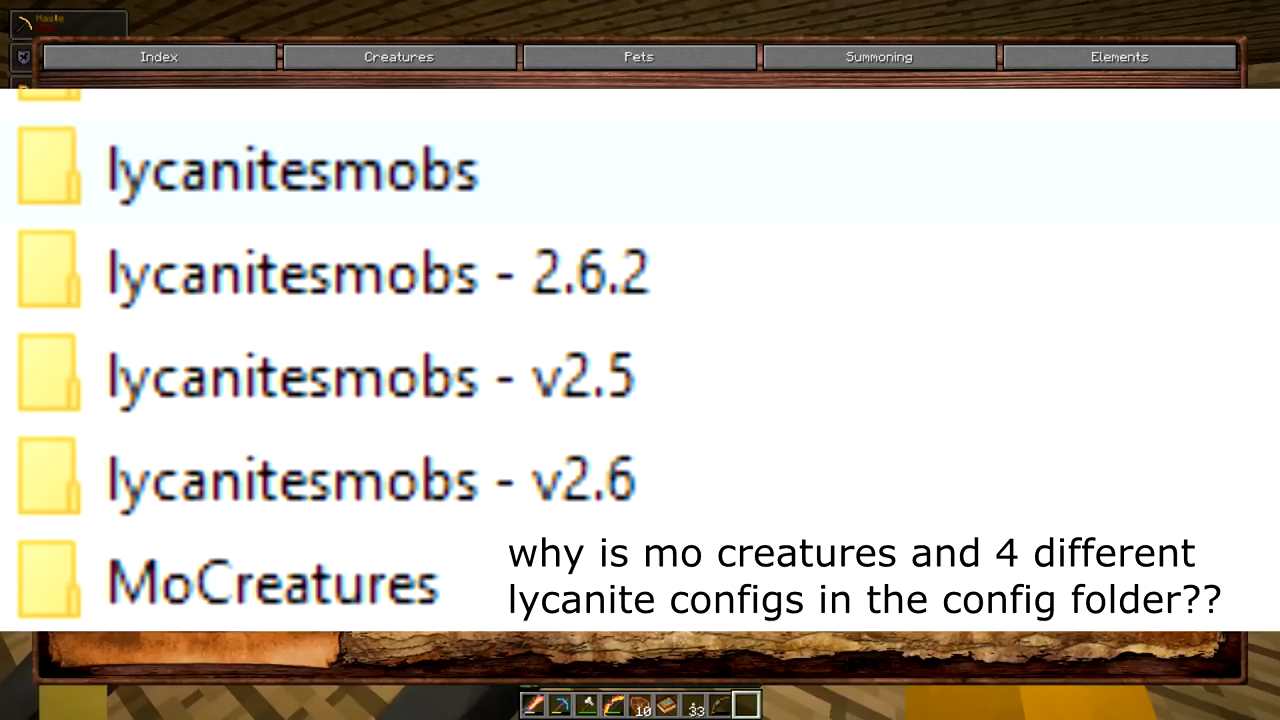 Haste
Index
Creatures
Pets
Summoning
Elements
lycanitesmobs
lycanitesmobs - 2.6.2
lycanitesmobs - v2.5
lycanitesmobs - v2.6
MoCreatures
why is mo creatures and 4 different
lycanite configs in the config folder??
10
33